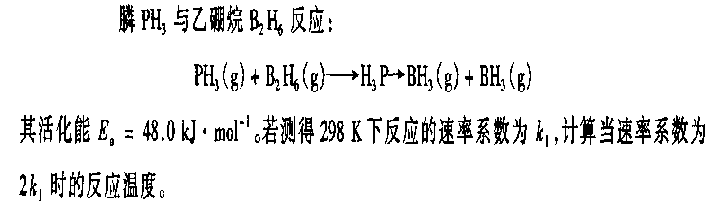 膦 PH₃ 与乙硼烷 B₂H₆ 反应:
PH₃(g) + B₂H₆(g)⟶H₃P→BH₃(g) + BH₃(g)
其活化能 Eₐ = 48.0 kJ·mol⁻¹。若测得 298 K 下反应的速率系数为 k₁,计算当速率系数为
2k₁ 时的反应温度。